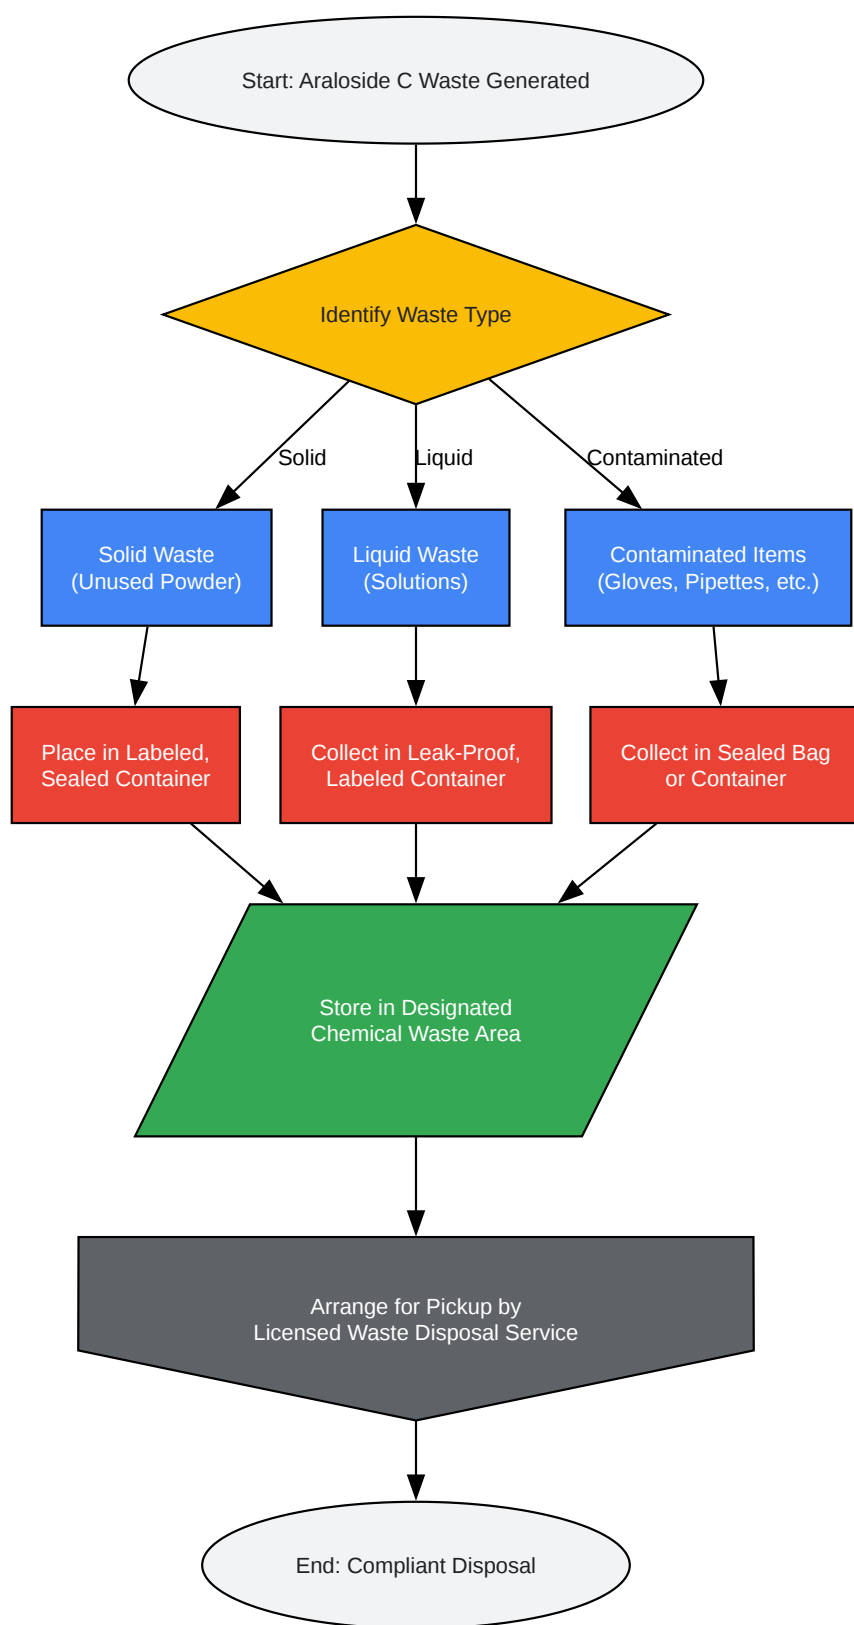 Start: Araloside C Waste Generated
Identify Waste Type
Solid
Liquid
Contaminated
Solid Waste
(Unused Powder)
Liquid Waste
(Solutions)
Contaminated Items
(Gloves, Pipettes, etc.)
Place in Labeled,
Sealed Container
Collect in Leak-Proof,
Labeled Container
Collect in Sealed Bag
or Container
Store in Designated
Chemical Waste Area
Arrange for Pickup by
Licensed Waste Disposal Service
End: Compliant Disposal